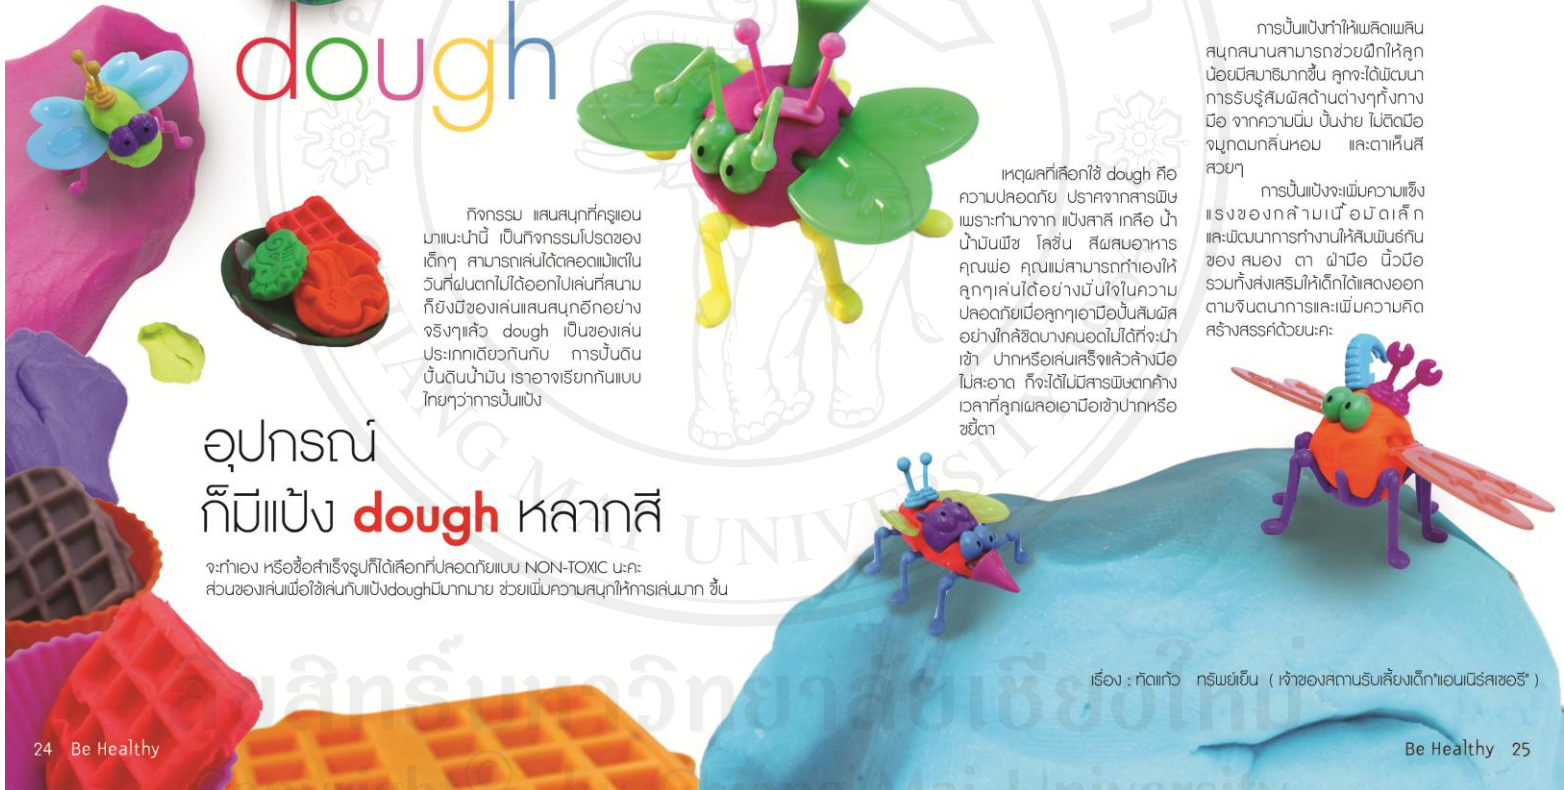 dough
กิจกรรม แสนสนุกที่ครูแอน
มาแนะนำนี้ เป็นกิจกรรมโปรดของ
เด็กๆ สามารถเล่นได้ตลอดแม้แต่ใน
วันที่ฝนตกไม่ได้ออกไปเล่นที่สนาม
ก็ยังมีของเล่นแสนสนุกอีกอย่าง
จริงๆแล้ว dough เป็นของเล่น
ประเภทเดียวกันกับ การปั้นดิน
ปั้นดินน้ำมัน เราอาจเรียกกันแบบ
ไทยๆว่าการปั้นแป้ง
อุปกรณ์
ก็มีแป้ง dough หลากสี
จะทำเอง หรือซื้อสำเร็จรูปก็ได้เลือกที่ปลอดภัยแบบ NON-TOXIC นะคะ
ส่วนของเล่นเพื่อใช้เล่นกับแป้งdoughมีมากมาย ช่วยเพิ่มความสนุกให้การเล่นมาก ขึ้น
24 Be Healthy
เหตุผลที่เลือกใช้ dough คือ
ความปลอดภัย ปราศจากสารพิษ
เพราะทำมาจาก แป้งสาลี เกลือ น้ำ
น้ำมันพืช โลชั่น สีผสมอาหาร
คุณพ่อ คุณแม่สามารถทำเองให้
ลูกๆเล่นได้อย่างมั่นใจในความ
ปลอดภัยเมื่อลูกๆเอามือปั้นสัมผัส
อย่างใกล้ชิดบางคนอดไม่ได้ที่จะนำ
เข้า ปากหรือเล่นเสร็จแล้วล้างมือ
ไม่สะอาด ก็จะได้ไม่มีสารพิษตกค้าง
เวลาที่ลูกเผลอเอามือเข้าปากหรือ
ขยี้ตา
การปั้นแป้งทำให้เพลิดเพลิน
สนุกสนานสามารถช่วยฝึกให้ลูก
น้อยมีสมาธิมากขึ้น ลูกจะได้พัฒนา
การรับรู้สัมผัสด้านต่างๆทั้งทาง
มือ จากความนิ่ม ปั้นง่าย ไม่ติดมือ
จมูกดมกลิ่นหอม และตาเห็นสี
สวยๆ
การปั้นแป้งจะเพิ่มความแข็ง
แรงของกล้ามเนื้อมัดเล็ก
และพัฒนาการทำงานให้สัมพันธ์กัน
ของ สมอง ตา ฝ่ามือ นิ้วมือ
รวมทั้งส่งเสริมให้เด็กได้แสดงออก
ตามจินตนาการและเพิ่มความคิด
สร้างสรรค์ด้วยนะคะ
เรื่อง : ทัดแก้ว ทรัพย์เย็น ( เจ้าของสถานรับเลี้ยงเด็ก"แอนเนิร์สเซอรี" )
Be Healthy 25
ลิขสิทธิ์มหาวิทยาลัยเชียงใหม่
Copyright© by Chiang Mai University
CHIANG MAI UNIVERSITY